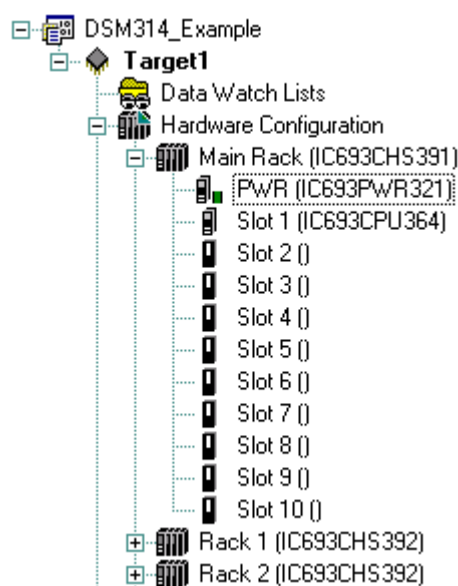 DSM314_Example
Target1
Data Watch Lists
Hardware Configuration
Main Rack (IC693CHS391)
PWR (IC693PWR321)
Slot 1 (IC693CPU364)
Slot 2 ()
Slot 3 ()
Slot 4 ()
Slot 5 ()
Slot 6 ()
Slot 7 ()
Slot 8 ()
Slot 9 ()
Slot 10 ()
Rack 1 (IC693CHS392)
Rack 2 (IC693CHS392)